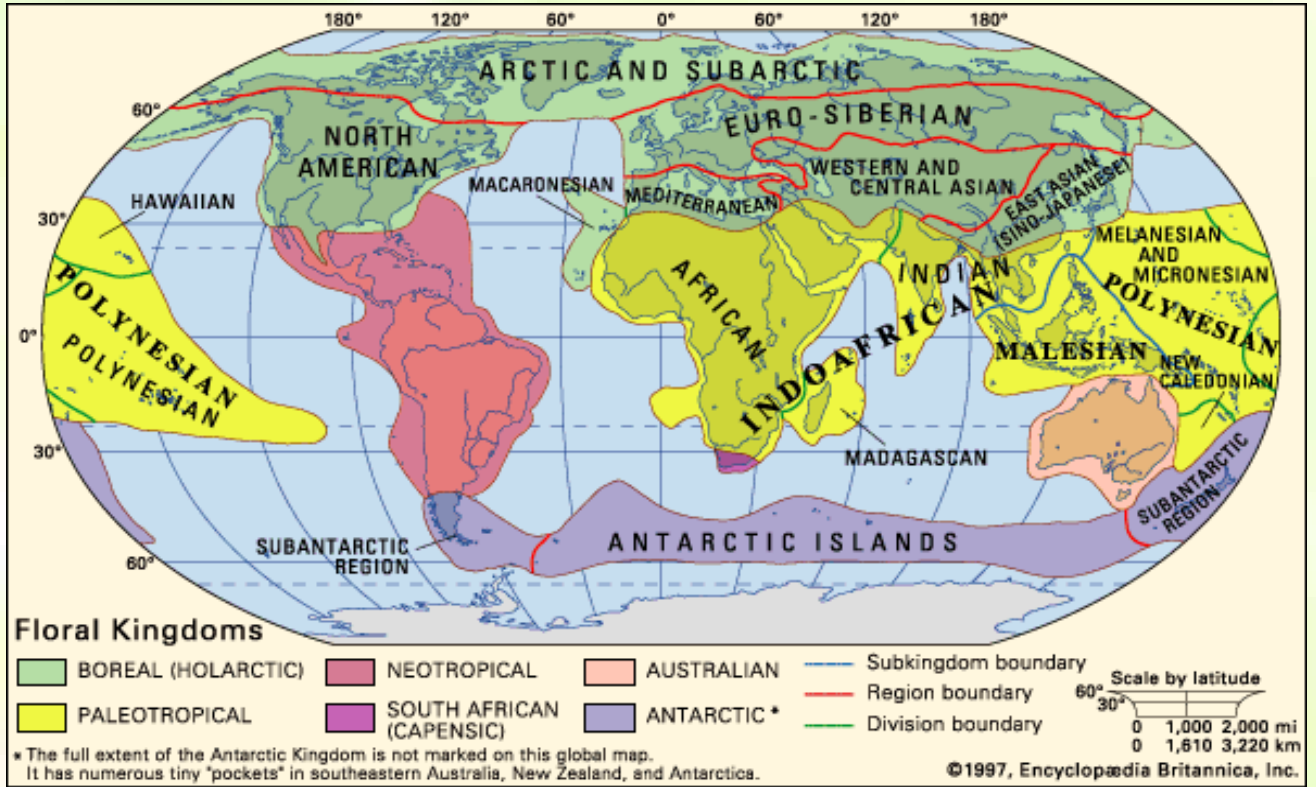 180° 120° 60° 0° 60° 120° 180°
ARCTIC AND SUBARCTIC
60°
EURO-SIBERIAN
NORTH
AMERICAN
WESTERN AND
CENTRAL ASIAN
EAST ASIAN
(SINO-JAPANESE)
MACARONESIAN
MEDITERRANEAN
HAWAIIAN
30°
MELANESIAN
AND
MICRONESIAN
AFRICAN
INDIAN
POLYNESIAN
POLYNESIAN
POLYNESIAN
0°
INDOAFRICAN
MALESIAN
NEW
CALEDONIAN
30°
MADAGASCAN
SUBANTARCTIC
REGION
SUBANTARCTIC
REGION
ANTARCTIC ISLANDS
60°
Floral Kingdoms
BOREAL (HOLARCTIC)
NEOTROPICAL
AUSTRALIAN
PALEOTROPICAL
SOUTH AFRICAN
(CAPENSIC)
ANTARCTIC *
Subkingdom boundary
Region boundary
Division boundary
Scale by latitude
60°
30°
0 1,000 2,000 mi
0 1,610 3,220 km
* The full extent of the Antarctic Kingdom is not marked on this global map.
It has numerous tiny "pockets" in southeastern Australia, New Zealand, and Antarctica.
©1997, Encyclopædia Britannica, Inc.